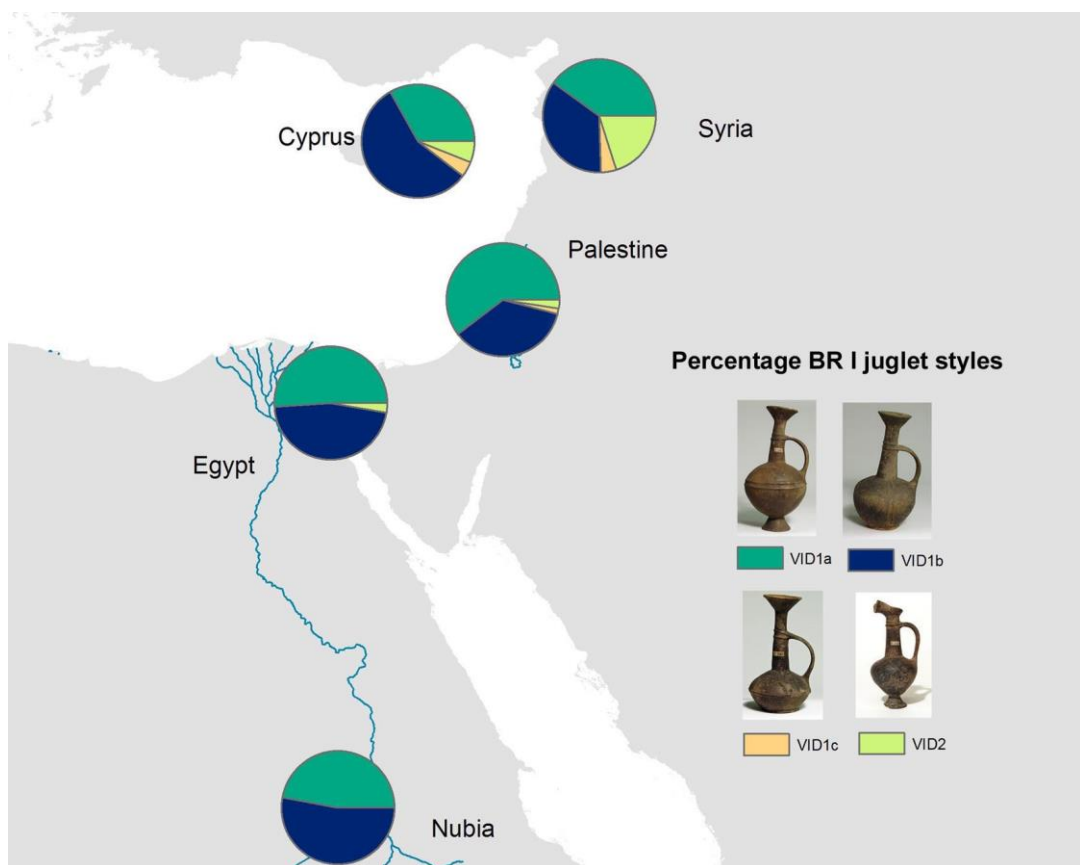 Cyprus
Syria
Palestine
Egypt
Nubia
Percentage BR I juglet styles
VID1a
VID1b
VID1c
VID2